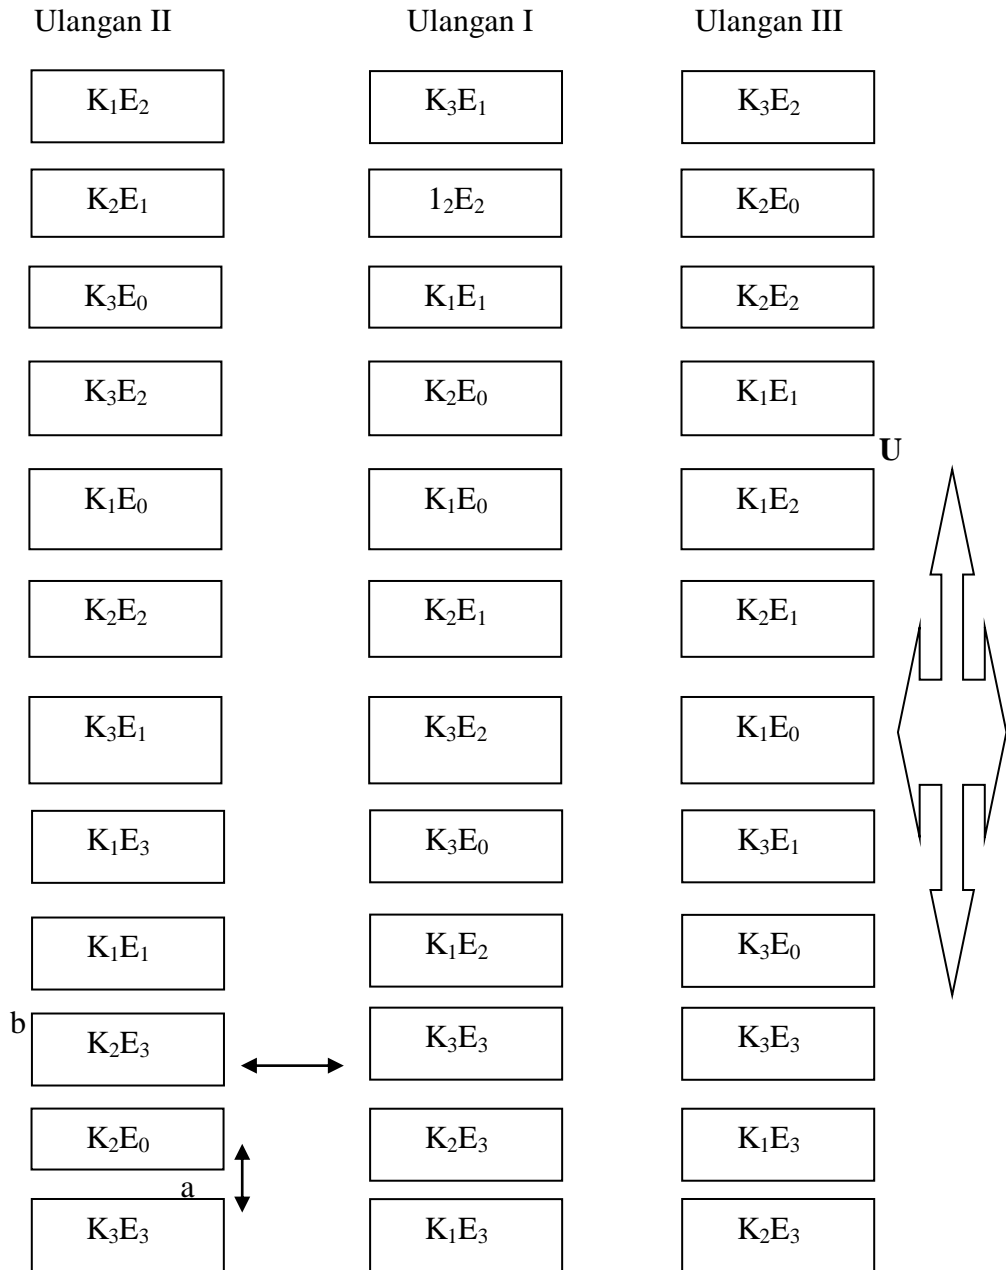 Ulangan II Ulangan I Ulangan III
K₁E₂ K₃E₁ K₃E₂
K₂E₁ 1₂E₂ K₂E₀
K₃E₀ K₁E₁ K₂E₂
K₃E₂ K₂E₀ K₁E₁
U
K₁E₀ K₁E₀ K₁E₂
K₂E₂ K₂E₁ K₂E₁
K₃E₁ K₃E₂ K₁E₀
K₁E₃ K₃E₀ K₃E₁
K₁E₁ K₁E₂ K₃E₀
b
K₂E₃ K₃E₃ K₃E₃
K₂E₀ K₂E₃ K₁E₃
a
K₃E₃ K₁E₃ K₂E₃